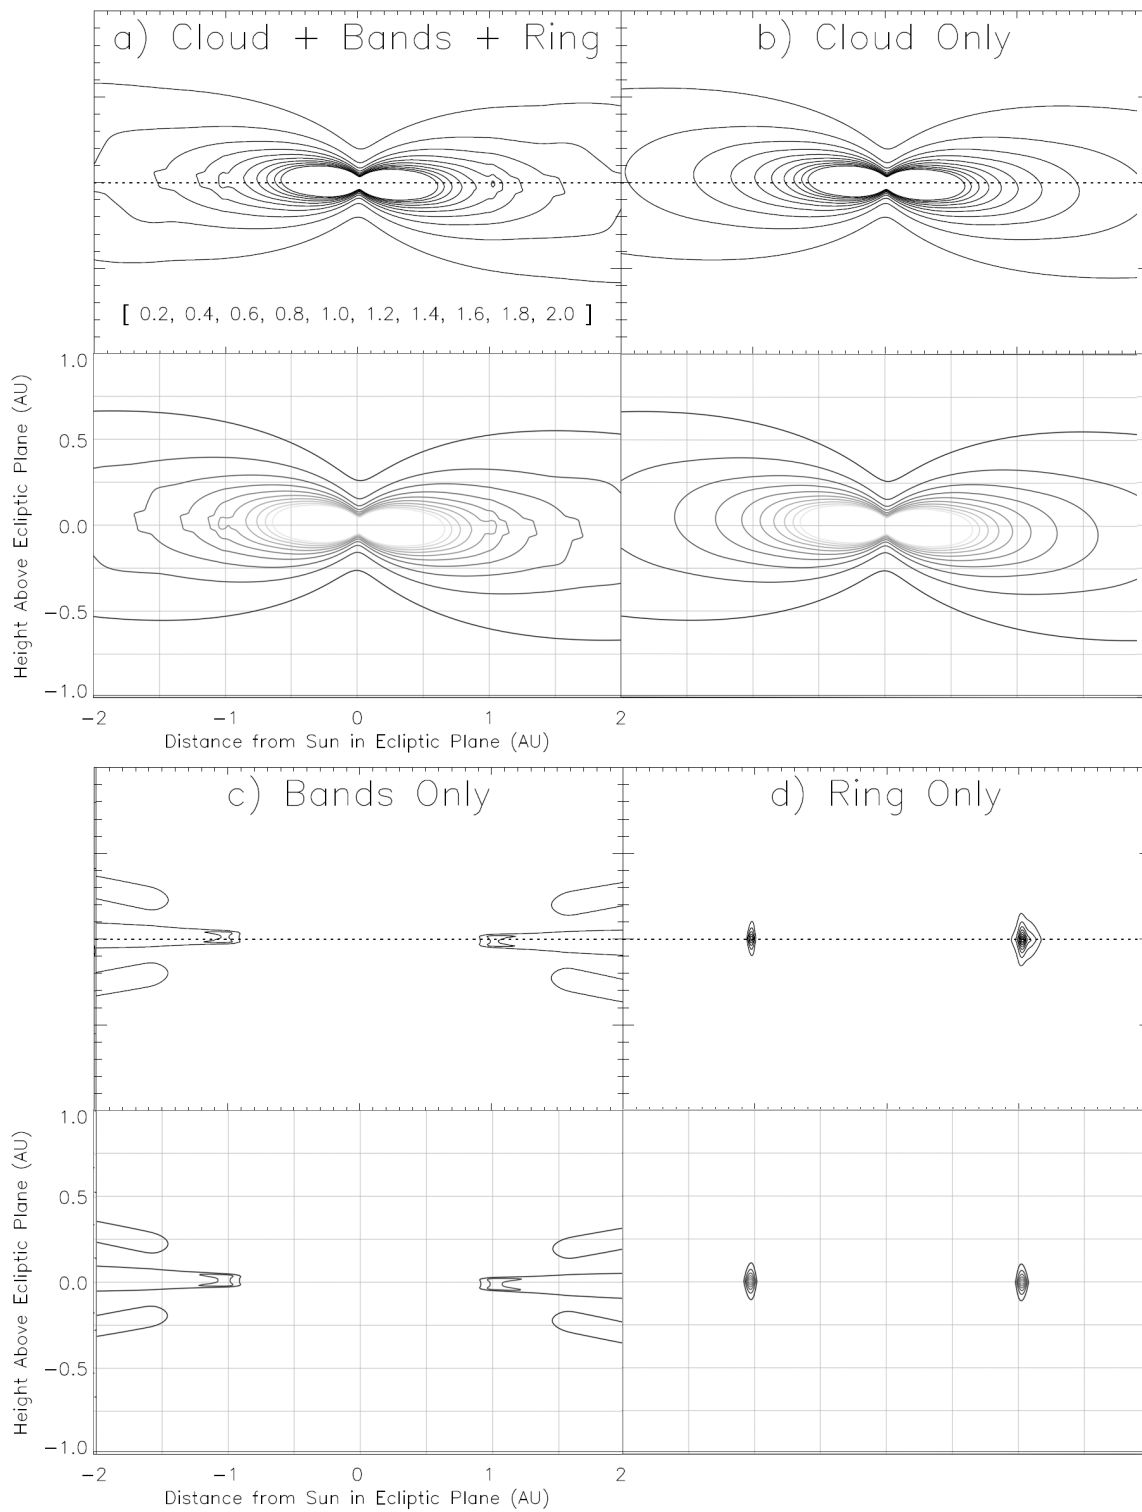 a) Cloud + Bands + Ring
b) Cloud Only
[ 0.2, 0.4, 0.6, 0.8, 1.0, 1.2, 1.4, 1.6, 1.8, 2.0 ]
Height Above Ecliptic Plane (AU)
1.0
0.5
0.0
−0.5
−1.0
−2 −1 0 1 2
Distance from Sun in Ecliptic Plane (AU)
c) Bands Only
d) Ring Only
Height Above Ecliptic Plane (AU)
1.0
0.5
0.0
−0.5
−1.0
−2 −1 0 1 2
Distance from Sun in Ecliptic Plane (AU)